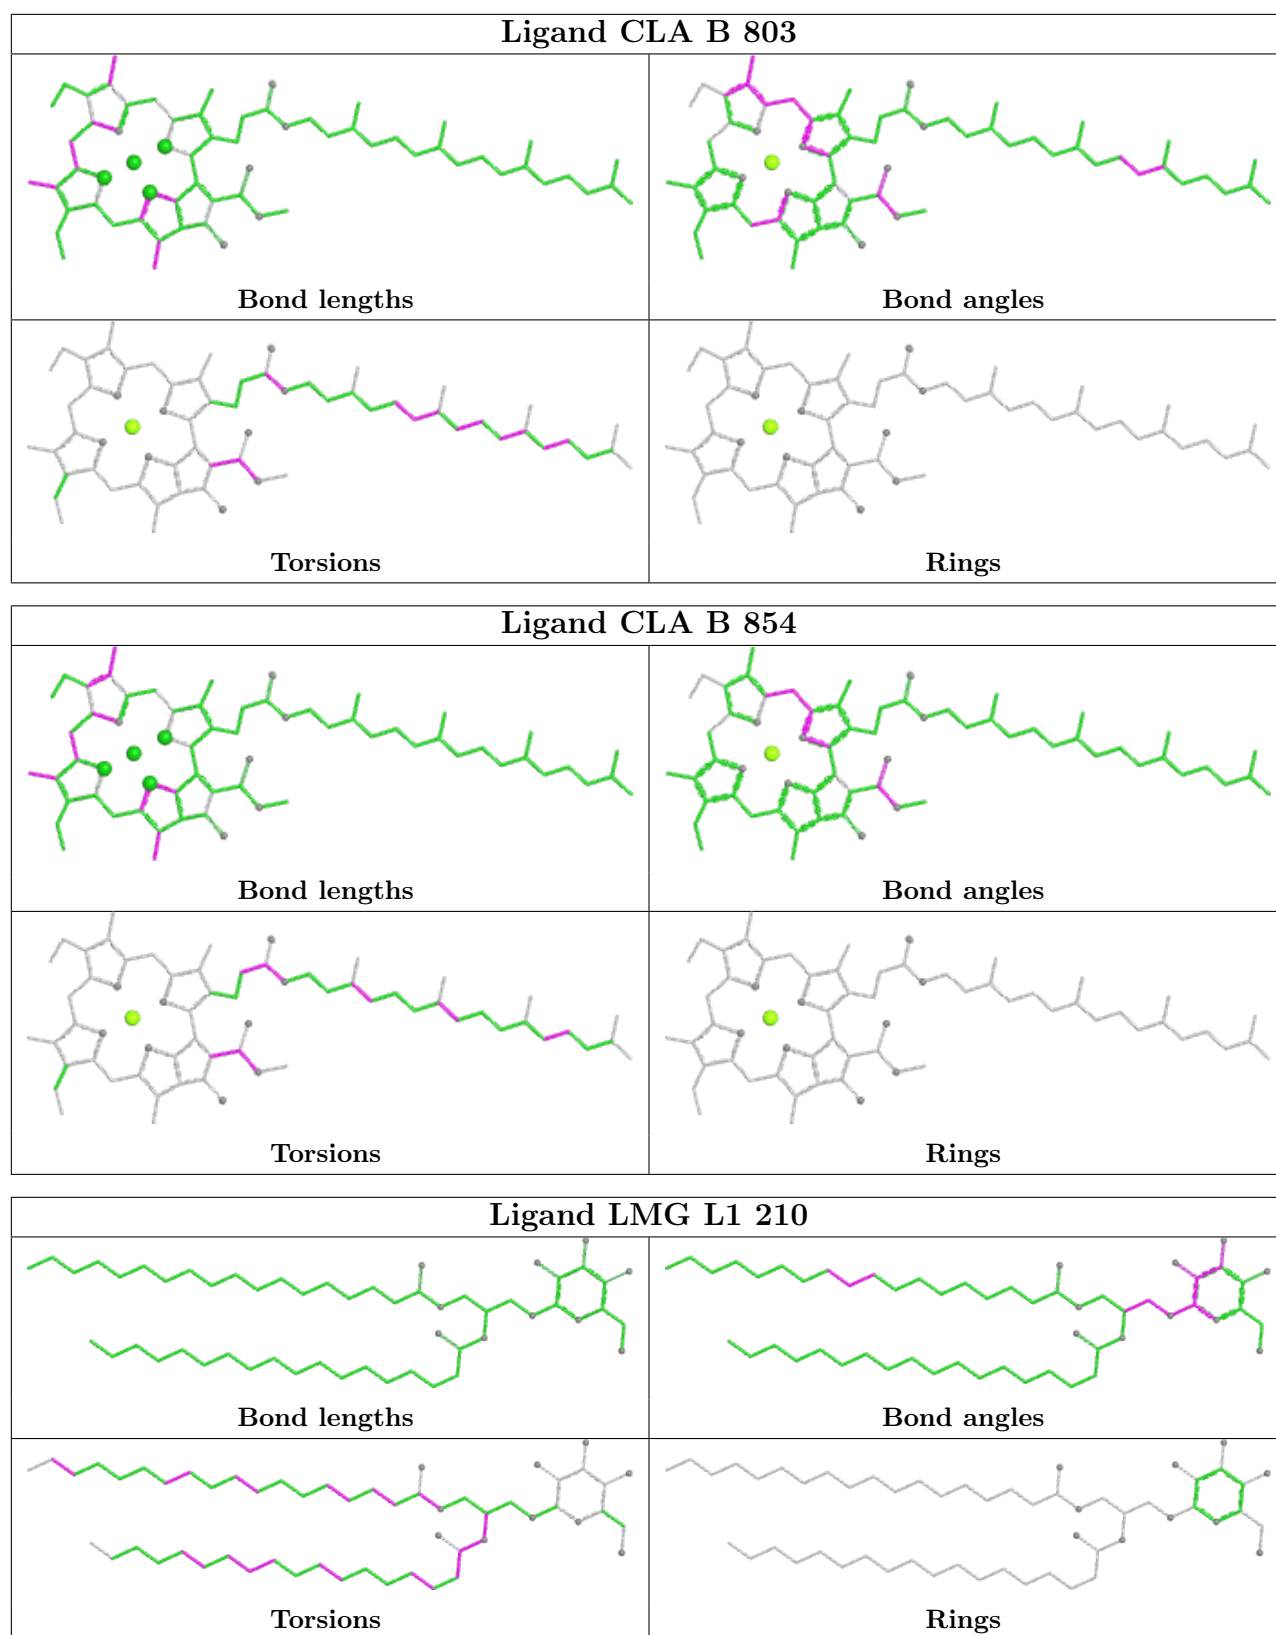 Ligand CLA B 803
Bond lengths
Bond angles
Torsions
Rings
Ligand CLA B 854
Bond lengths
Bond angles
Torsions
Rings
Ligand LMG L1 210
Bond lengths
Bond angles
Torsions
Rings